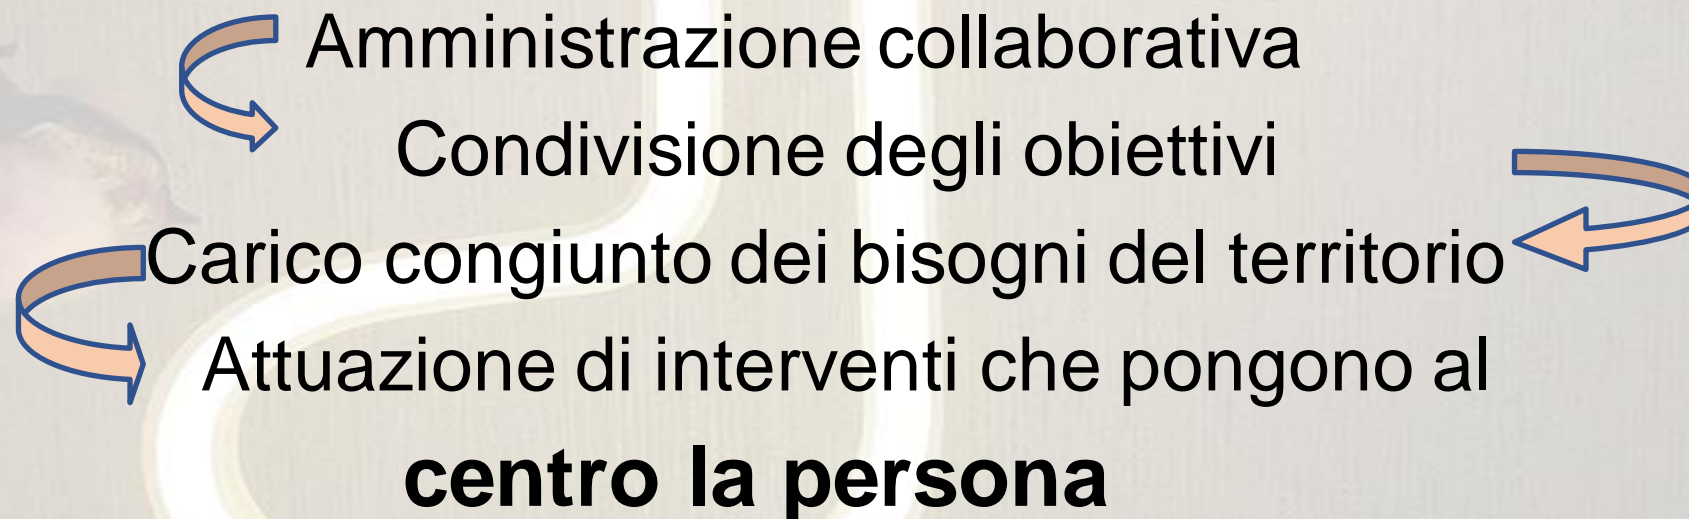 Amministrazione collaborativa
Condivisione degli obiettivi
Carico congiunto dei bisogni del territorio
Attuazione di interventi che pongono al
centro la persona